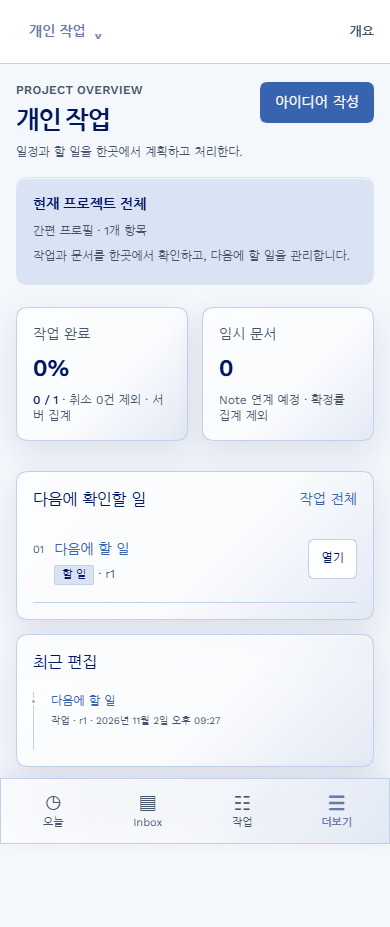 개인 작업
개요
PROJECT OVERVIEW
개인 작업
아이디어 작성
일정과 할 일을 한곳에서 계획하고 처리한다.
현재 프로젝트 전체
간편 프로필 · 1개 항목
작업과 문서를 한곳에서 확인하고, 다음에 할 일을 관리합니다.
작업 완료
0%
0 / 1 · 취소 0건 제외 · 서
버 집계
임시 문서
0
Note 연계 예정 · 확정률
집계 제외
다음에 확인할 일
작업 전체
01 다음에 할 일
할 일 · r1
열기
최근 편집
다음에 할 일
작업 · r1 · 2026년 11월 2일 오후 09:27
오늘
Inbox
작업
더보기